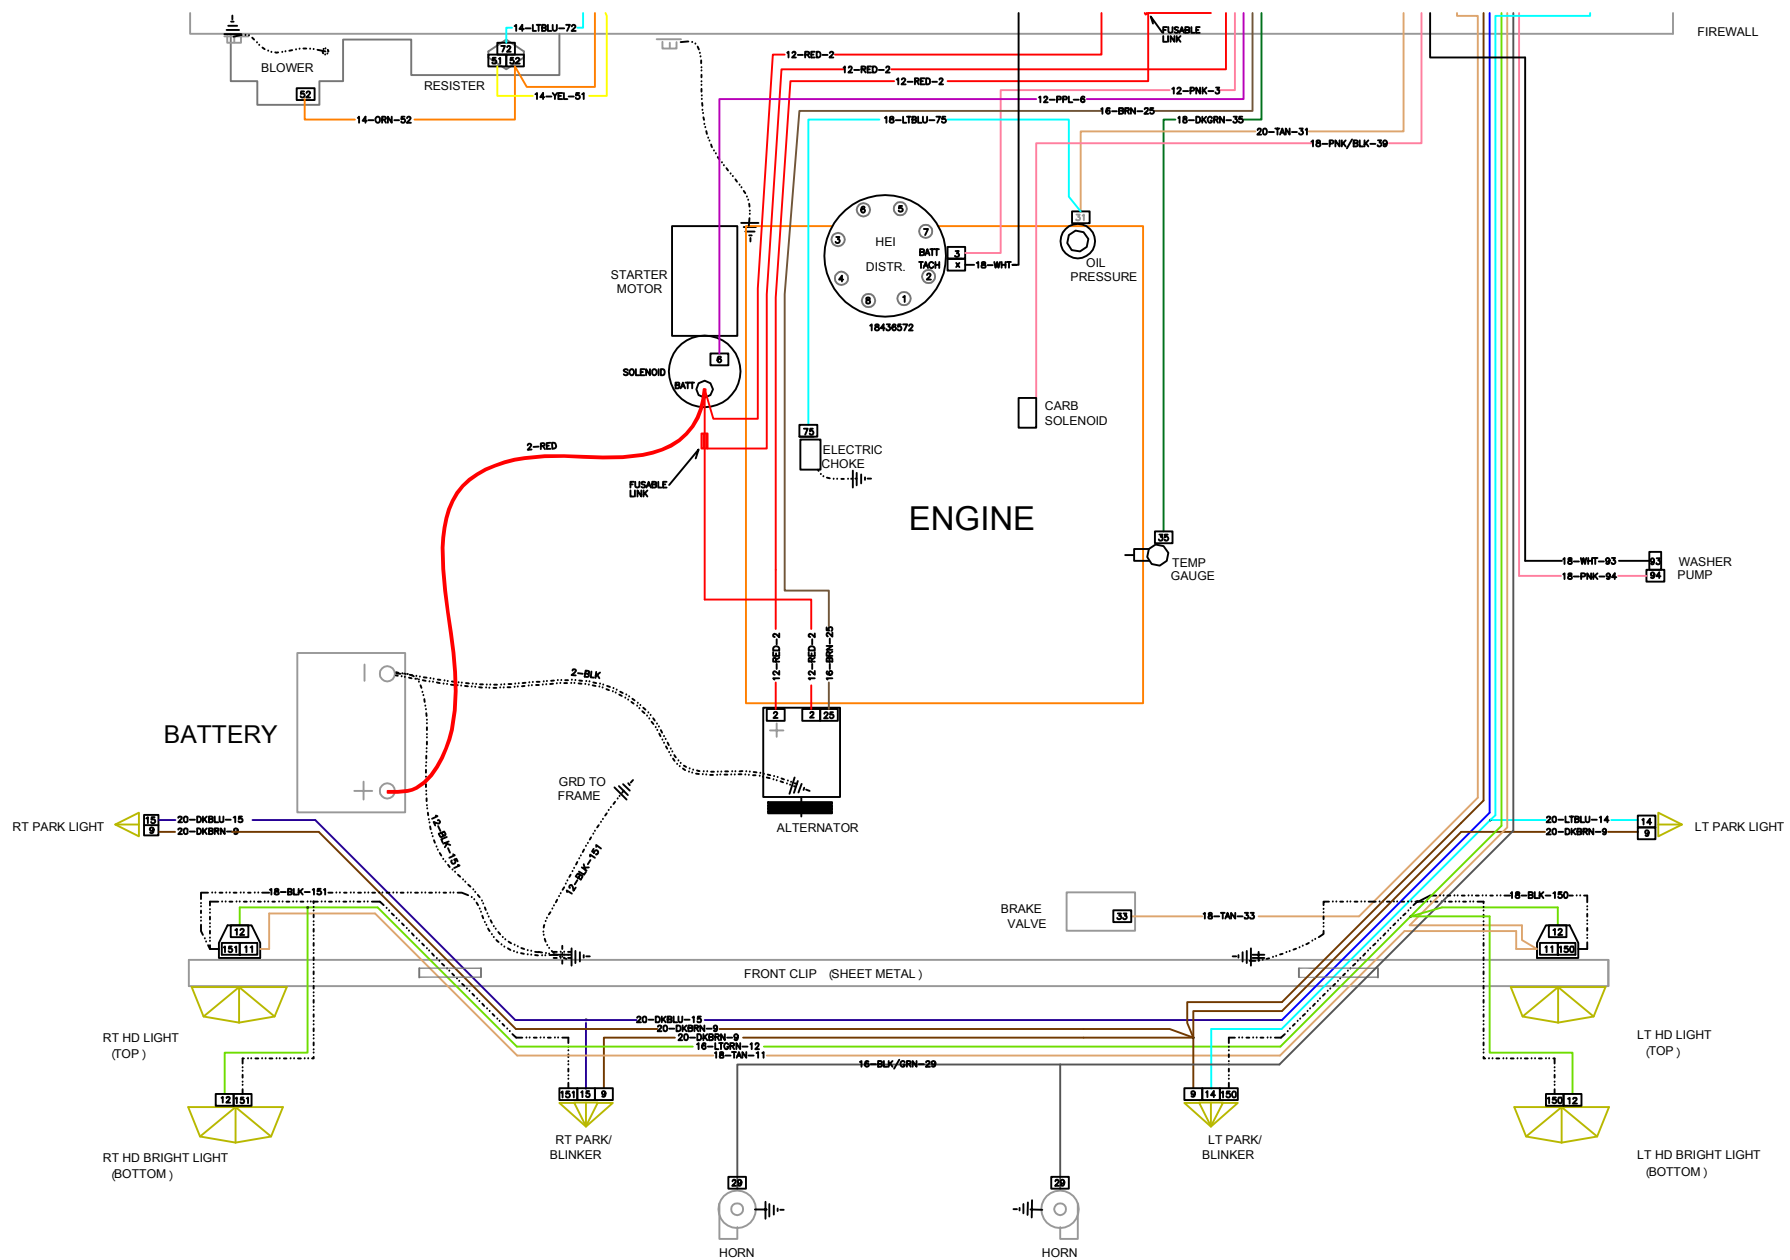 14-LTBLU-72
FUSABLE
LINK
FIREWALL
72
51 52
BLOWER
RESISTER
12-RED-2
12-RED-2
12-RED-2
52
14-YEL-51
12-PNK-3
12-PPL-6
16-BRN-25
14-ORN-52
18-LTBLU-75
18-DKGRN-35
20-TAN-31
18-PNK/BLK-39
6 5
3 HEI 7
31
BATT 3
TACH X 18-WHT
DISTR.
4 2
8 1
18436572
OIL
PRESSURE
STARTER
MOTOR
6
SOLENOID
BATT
CARB
SOLENOID
75
2-RED
ELECTRIC
CHOKE
FUSABLE
LINK
ENGINE
35
TEMP
GAUGE
18-WHT-93 93
18-PNK-94 94
WASHER
PUMP
12-RED-2
12-RED-2
16-BRN-25
2-BLK
2 2 25
BATTERY
GRD TO
FRAME
ALTERNATOR
RT PARK LIGHT
15 20-DKBLU-15
9 20-DKBRN-9
12-BLK-151
12-BLK-151
20-LTBLU-14 14
20-DKBRN-9 9
LT PARK LIGHT
18-BLK-151
18-BLK-150
BRAKE
VALVE
33 18-TAN-33
12
151 11
12
11 150
FRONT CLIP (SHEET METAL)
20-DKBLU-15
20-DKBRN-9
20-DKBRN-9
16-LTGRN-12
18-TAN-11
16-BLK/GRN-29
RT HD LIGHT
(TOP)
LT HD LIGHT
(TOP)
12 151
151 15 9
9 14 150
150 12
RT PARK/
BLINKER
LT PARK/
BLINKER
RT HD BRIGHT LIGHT
(BOTTOM)
LT HD BRIGHT LIGHT
(BOTTOM)
29
29
HORN
HORN